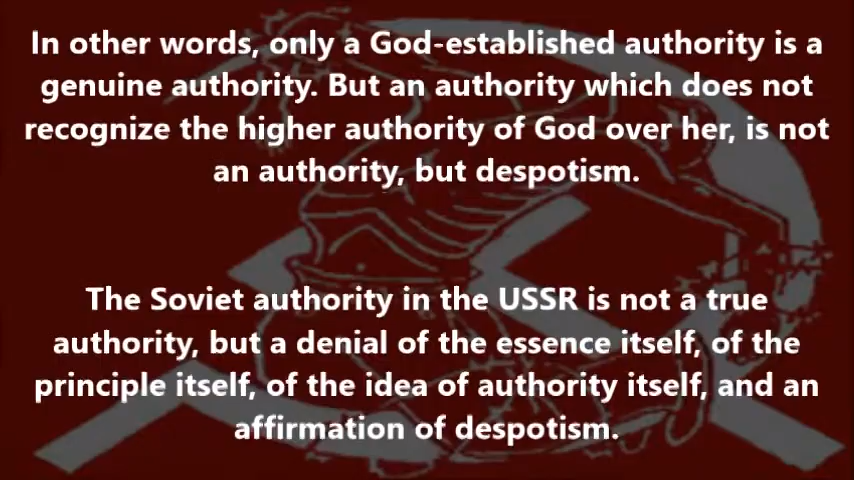 In other words, only a God-established authority is a
genuine authority. But an authority which does not
recognize the higher authority of God over her, is not
an authority, but despotism.
The Soviet authority in the USSR is not a true
authority, but a denial of the essence itself, of the
principle itself, of the idea of authority itself, and an
affirmation of despotism.